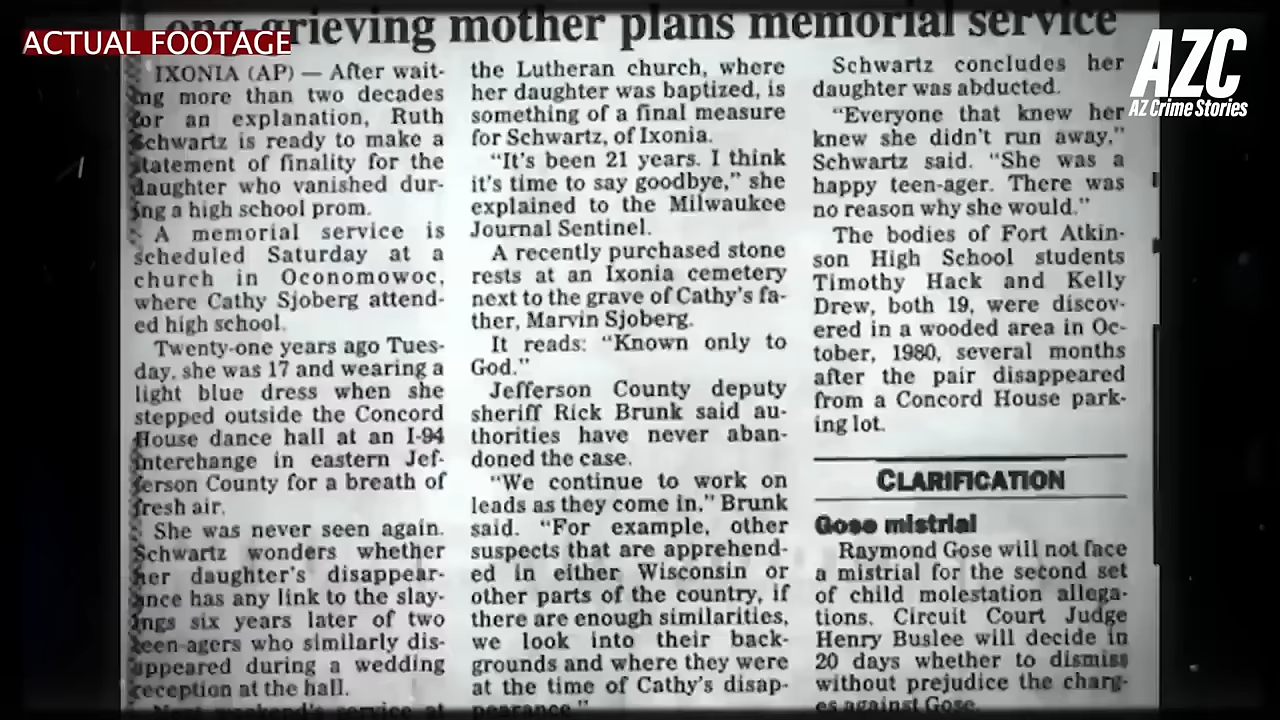 ACTUAL FOOTAGE
AZC
AZ Crime Stories
grieving mother plans memorial service
IXONIA (AP) — After wait-
ing more than two decades
for an explanation, Ruth
Schwartz is ready to make a
statement of finality for the
daughter who vanished dur-
ing a high school prom.
A memorial service is
scheduled Saturday at a
church in Oconomowoc,
where Cathy Sjoberg attend-
ed high school.
Twenty-one years ago Tues-
day, she was 17 and wearing a
light blue dress when she
stepped outside the Concord
House dance hall at an I-94
interchange in eastern Jef-
ferson County for a breath of
fresh air.
She was never seen again.
Schwartz wonders whether
her daughter's disappear-
ance has any link to the slay-
ings six years later of two
teen-agers who similarly dis-
appeared during a wedding
reception at the hall.
Next weekend's service at
the Lutheran church, where
her daughter was baptized, is
something of a final measure
for Schwartz, of Ixonia.
"It's been 21 years. I think
it's time to say goodbye," she
explained to the Milwaukee
Journal Sentinel.
A recently purchased stone
rests at an Ixonia cemetery
next to the grave of Cathy's fa-
ther, Marvin Sjoberg.
It reads: "Known only to
God."
Jefferson County deputy
sheriff Rick Brunk said au-
thorities have never aban-
doned the case.
"We continue to work on
leads as they come in," Brunk
said. "For example, other
suspects that are apprehend-
ed in either Wisconsin or
other parts of the country, if
there are enough similarities,
we look into their back-
grounds and where they were
at the time of Cathy's disap-
pearance."
Schwartz concludes her
daughter was abducted.
"Everyone that knew her
knew she didn't run away,"
Schwartz said. "She was a
happy teen-ager. There was
no reason why she would."
The bodies of Fort Atkin-
son High School students
Timothy Hack and Kelly
Drew, both 19, were discov-
ered in a wooded area in Oc-
tober, 1980, several months
after the pair disappeared
from a Concord House park-
ing lot.
CLARIFICATION
Gose mistrial
Raymond Gose will not face
a mistrial for the second set
of child molestation allega-
tions. Circuit Court Judge
Henry Buslee will decide in
20 days whether to dismiss
without prejudice the charg-
es against Gose.